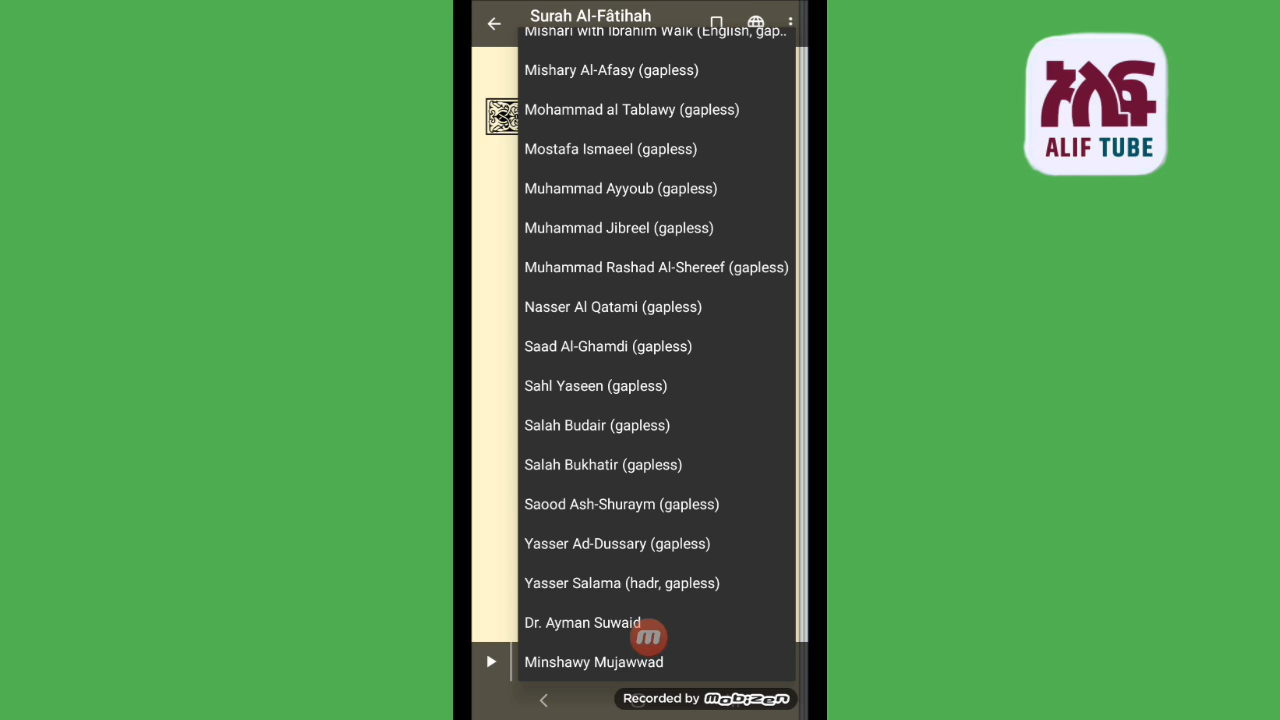 Surah Al-Fâtihah
Mishari with Ibrahim Walk (English, gap..
Mishary Al-Afasy (gapless)
Mohammad al Tablawy (gapless)
Mostafa Ismaeel (gapless)
Muhammad Ayyoub (gapless)
Muhammad Jibreel (gapless)
Muhammad Rashad Al-Shereef (gapless)
Nasser Al Qatami (gapless)
Saad Al-Ghamdi (gapless)
Sahl Yaseen (gapless)
Salah Budair (gapless)
Salah Bukhatir (gapless)
Saood Ash-Shuraym (gapless)
Yasser Ad-Dussary (gapless)
Yasser Salama (hadr, gapless)
Dr. Ayman Suwaid
Minshawy Mujawwad
Recorded by mobizen
አሊፍ
ALIF TUBE